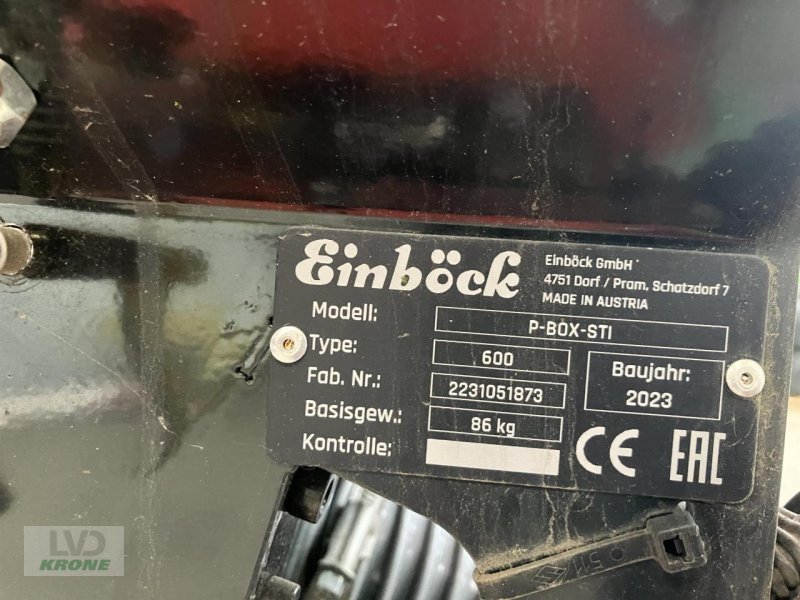 Einböck
Einböck GmbH
4751 Dorf / Pram, Schatzdorf 7
MADE IN AUSTRIA
Modell: P-BOX-STI
Type: 600
Baujahr:
2023
Fab. Nr.: 2231051873
Basisgew.: 86 kg
Kontrolle:
CE EAC
511
LVD
KRONE